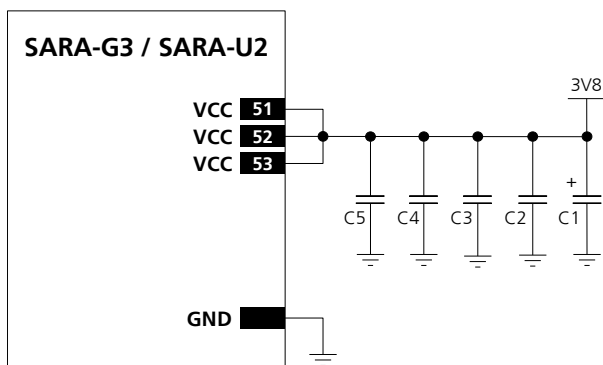 SARA-G3 / SARA-U2
3V8
VCC 51
VCC 52
VCC 53
+
C5 C4 C3 C2 C1
GND